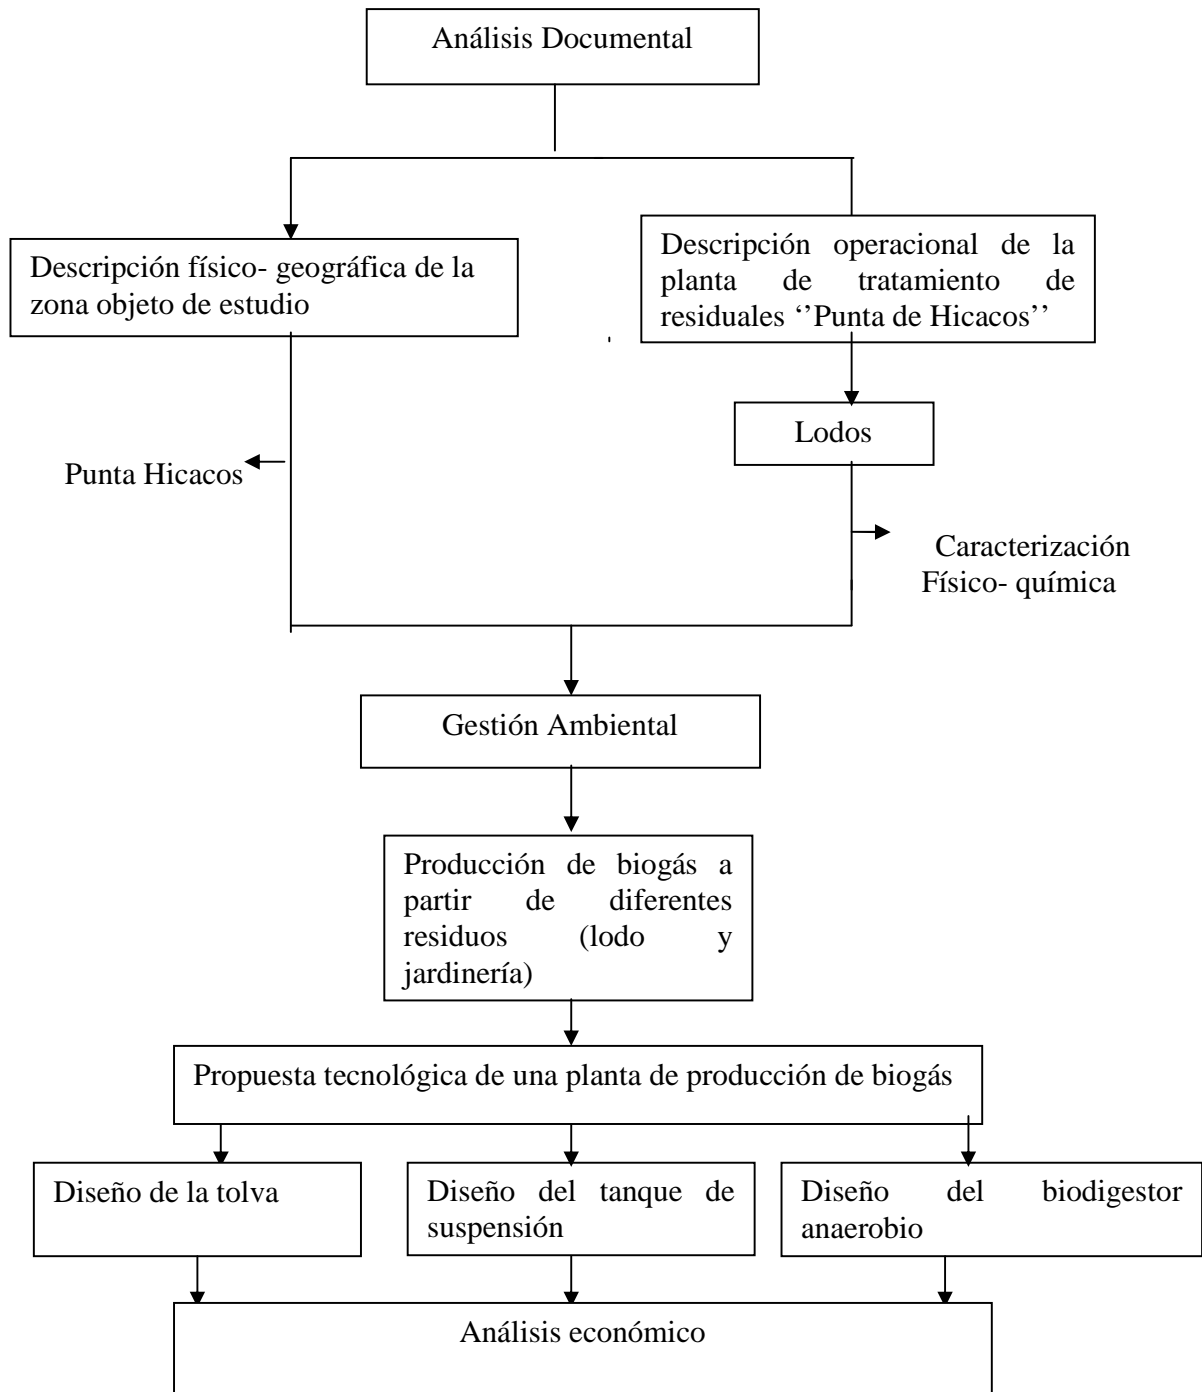 Análisis Documental
Descripción físico- geográfica de la
zona objeto de estudio
Descripción operacional de la
planta de tratamiento de
residuales ‘’Punta de Hicacos’’
Lodos
Punta Hicacos
Caracterización
Físico- química
Gestión Ambiental
Producción de biogás a
partir de diferentes
residuos (lodo y
jardinería)
Propuesta tecnológica de una planta de producción de biogás
Diseño de la tolva
Diseño del tanque de
suspensión
Diseño del biodigestor
anaerobio
Análisis económico